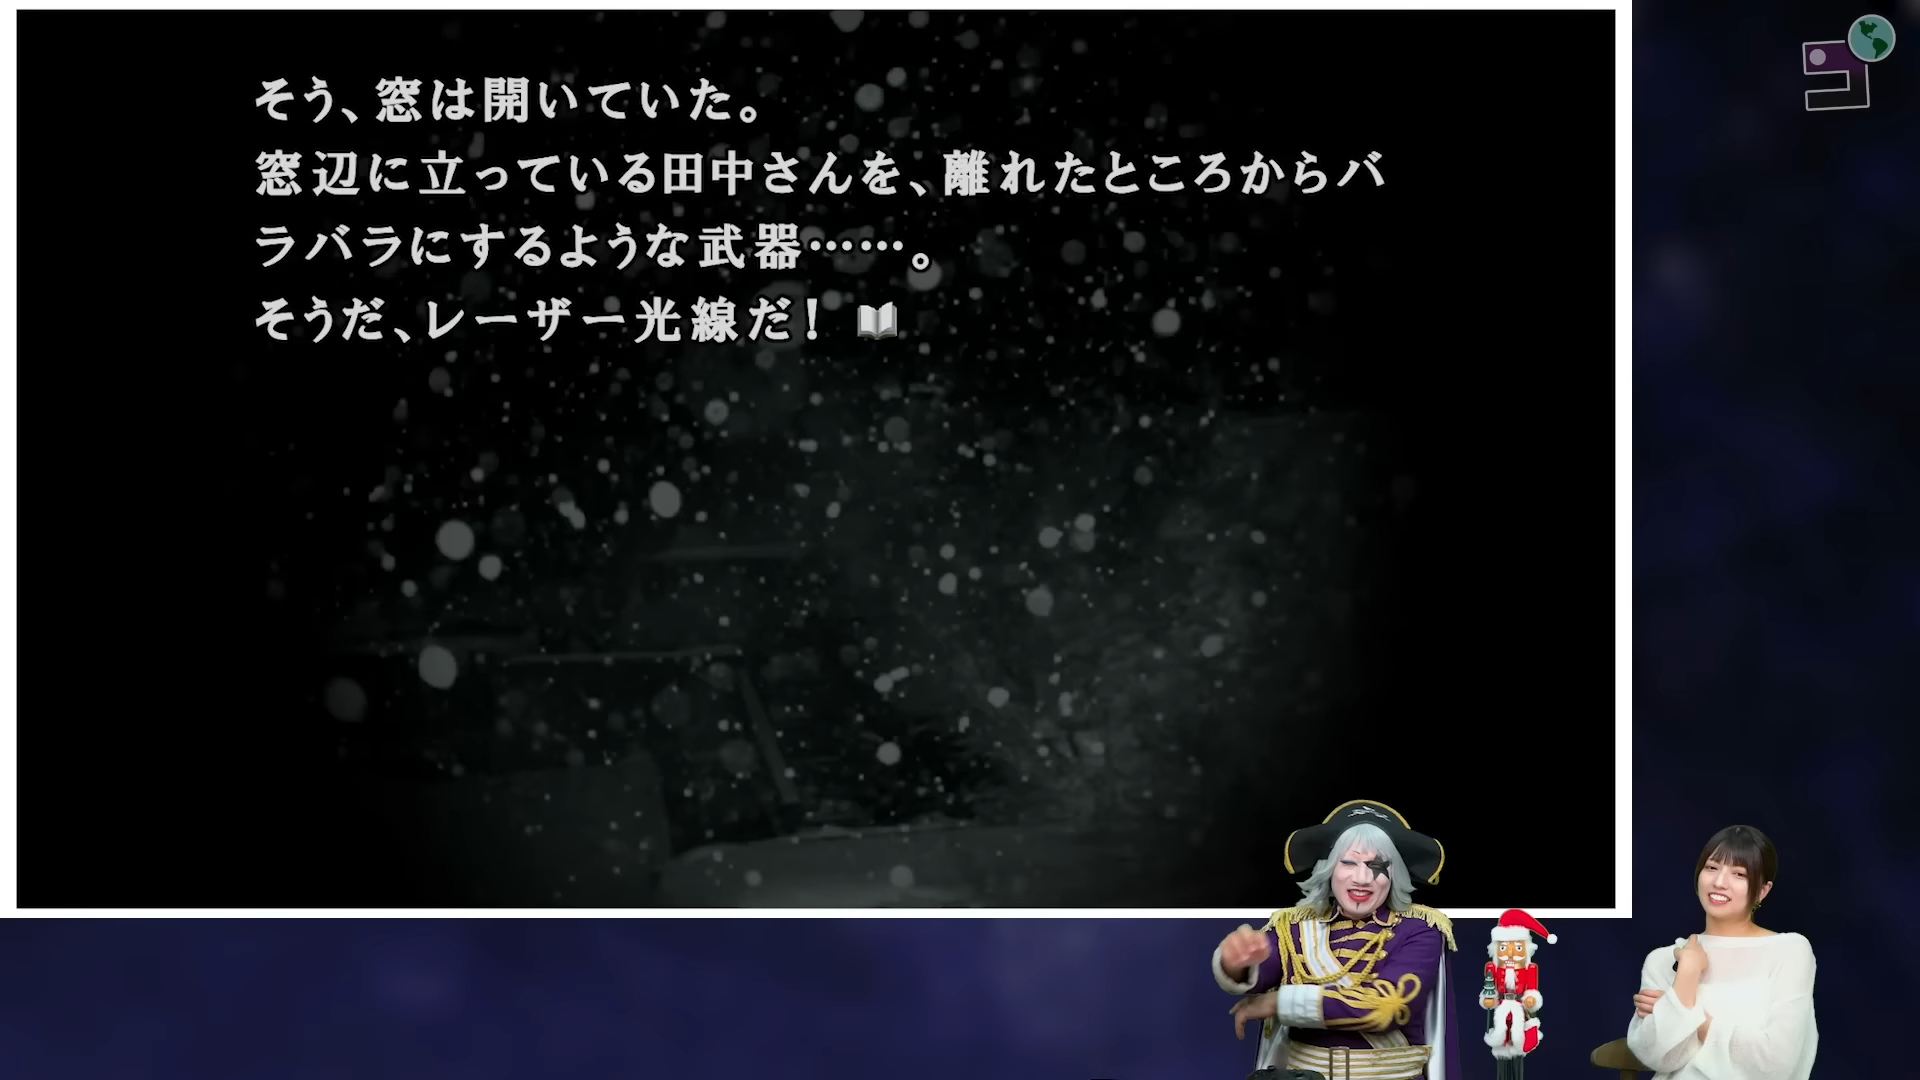 そう、窓は開いていた。
窓辺に立っている田中さんを、離れたところからバ
ラバラにするような武器……。
そうだ、レーザー光線だ！